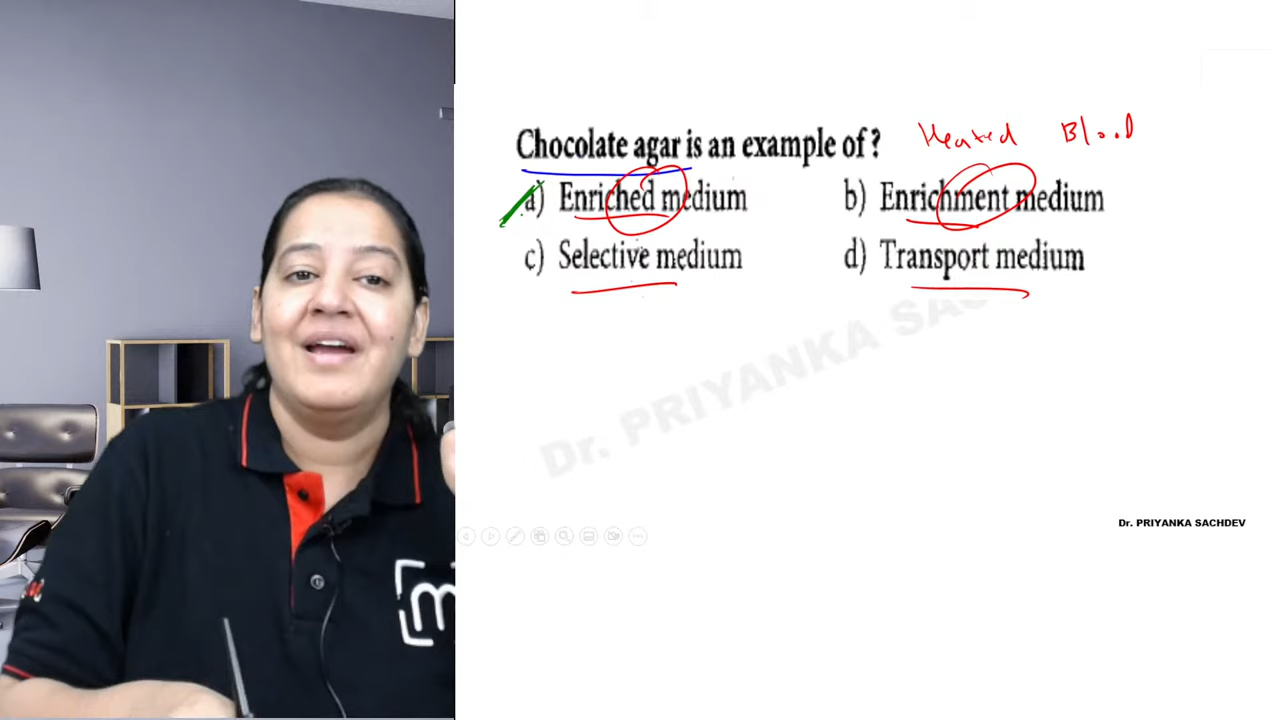 Chocolate agar is an example of ? Heated Blood
a) Enriched medium b) Enrichment medium
c) Selective medium d) Transport medium
Dr. PRIYANKA SACHDEV
m